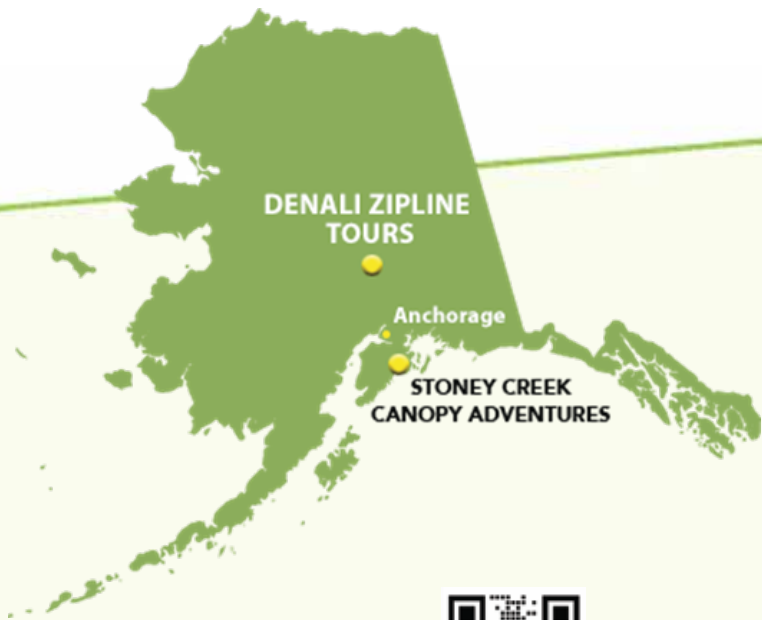 DENALI ZIPLINE
TOURS
Anchorage
STONEY CREEK
CANOPY ADVENTURES